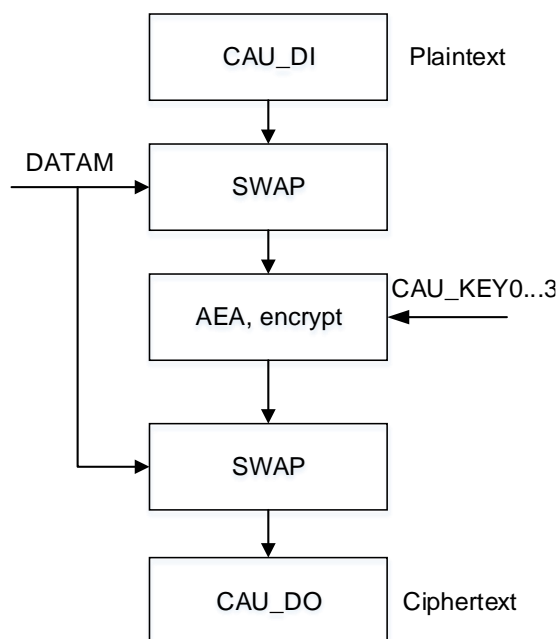 CAU_DI
Plaintext
DATAM
SWAP
CAU_KEY0...3
AEA, encrypt
SWAP
CAU_DO
Ciphertext